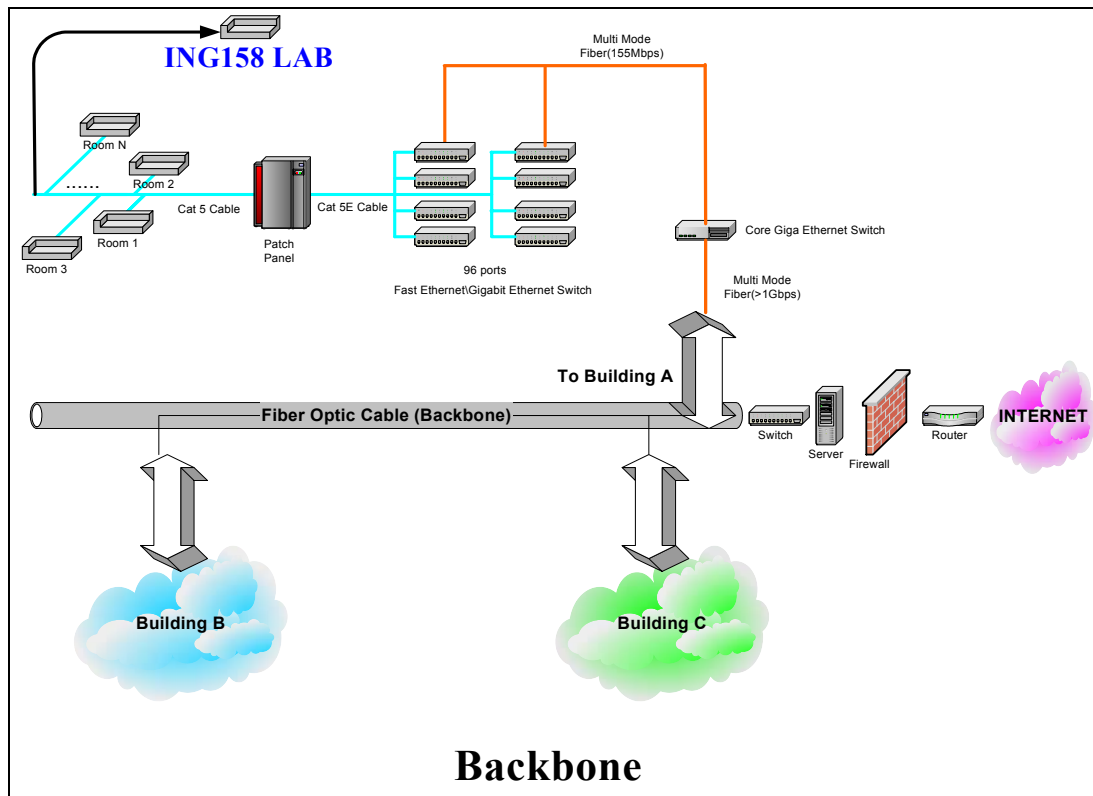 ING158 LAB
Multi Mode
Fiber(155Mbps)
Room N
......
Room 2
Cat 5 Cable
Cat 5E Cable
Room 1
Room 3
Patch
Panel
Core Giga Ethernet Switch
96 ports
Fast Ethernet\Gigabit Ethernet Switch
Multi Mode
Fiber(>1Gbps)
To Building A
Fiber Optic Cable (Backbone)
Switch
Server
Firewall
Router
INTERNET
Building B
Building C
Backbone